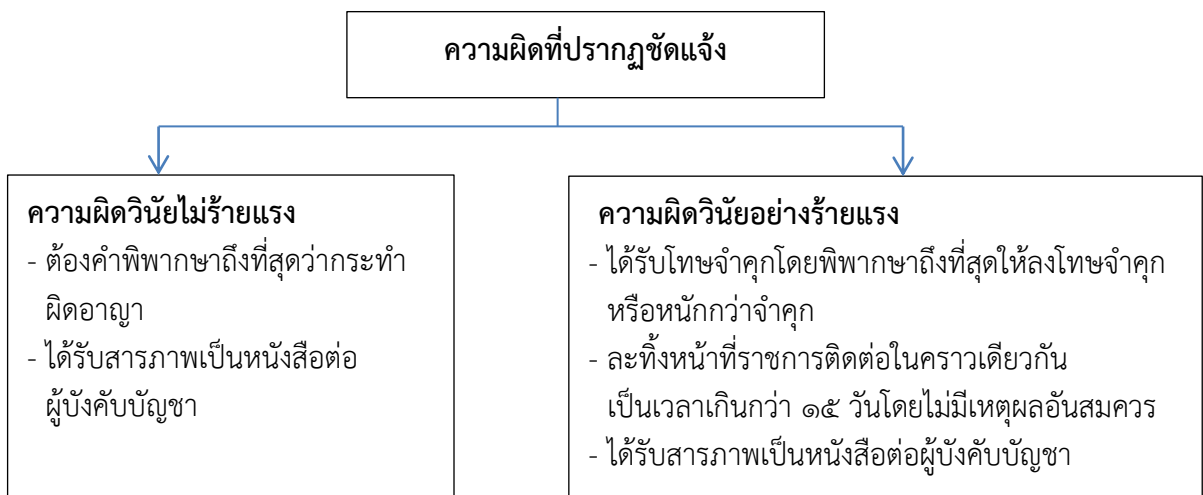 ความผิดที่ปรากฏชัดแจ้ง
ความผิดวินัยไม่ร้ายแรง
- ต้องคำพิพากษาถึงที่สุดว่ากระทำ
ผิดอาญา
- ได้รับสารภาพเป็นหนังสือต่อ
ผู้บังคับบัญชา
ความผิดวินัยอย่างร้ายแรง
- ได้รับโทษจำคุกโดยพิพากษาถึงที่สุดให้ลงโทษจำคุก
หรือหนักกว่าจำคุก
- ละทิ้งหน้าที่ราชการติดต่อในคราวเดียวกัน
เป็นเวลาเกินกว่า ๑๕ วันโดยไม่มีเหตุผลอันสมควร
- ได้รับสารภาพเป็นหนังสือต่อผู้บังคับบัญชา